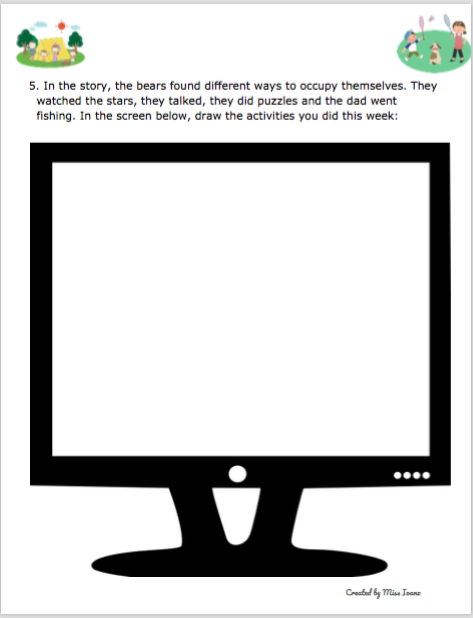 5. In the story, the bears found different ways to occupy themselves. They
watched the stars, they talked, they did puzzles and the dad went
fishing. In the screen below, draw the activities you did this week:
Created by Miss Ioana